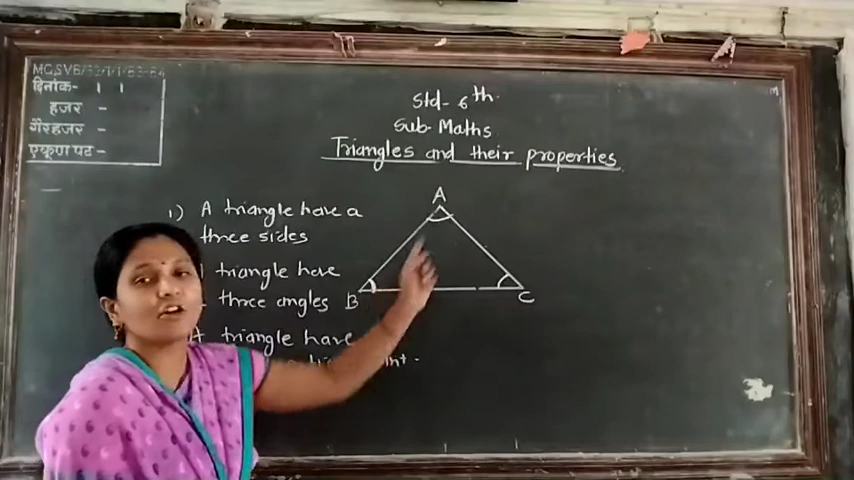 दिनांक-
हजर -
गैरहजर -
एकूण पट-
Std- 6th
Sub- Maths
Triangles and their properties
1) A triangle have a
three sides
triangle have
three angles
triangle have
A
B
C